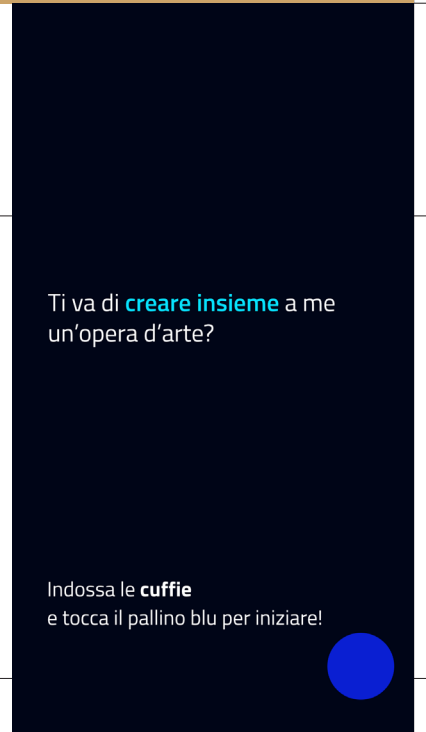 Ti va di creare insieme a me
un’opera d’arte?
Indossa le cuffie
e tocca il pallino blu per iniziare!